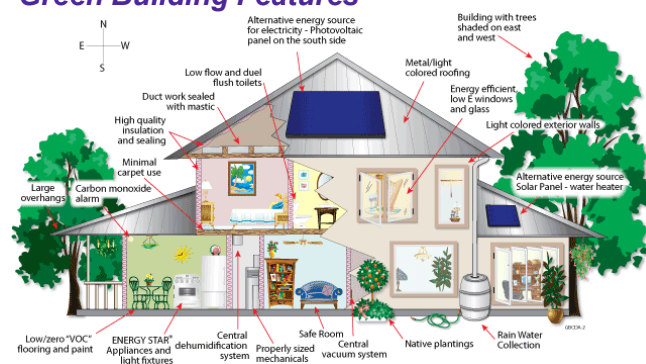 Green Building Features
N
E
W
S
Alternative energy source
for electricity - Photovoltaic
panel on the south side
Building with trees
shaded on east
and west
Low flow and duel
flush toilets
Metal/light
colored roofing
Duct work sealed
with mastic
Energy efficient
low E windows
and glass
High quality
insulation
and sealing
Light colored exterior walls
Minimal
carpet use
Alternative energy source
Solar Panel - water heater
Large
overhangs
Carbon monoxide
alarm
Low/zero "VOC"
flooring and paint
ENERGY STAR®
Appliances and
light fixtures
Central
dehumidification
system
Properly sized
mechanicals
Safe Room
Central
vacuum system
Native plantings
Rain Water
Collection